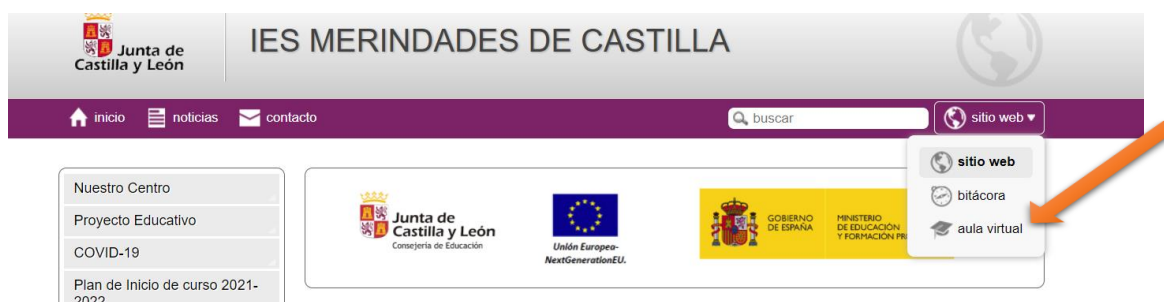 Junta de
Castilla y León
IES MERINDADES DE CASTILLA
inicio
noticias
contacto
buscar
sitio web
sitio web
bitácora
aula virtual
Nuestro Centro
Proyecto Educativo
COVID-19
Plan de Inicio de curso 2021-
2022
Junta de
Castilla y León
Consejería de Educación
Unión Europeo-
NextGenerationEU.
GOBIERNO
DE ESPAÑA
MINISTERIO
DE EDUCACIÓN
Y FORMACIÓN